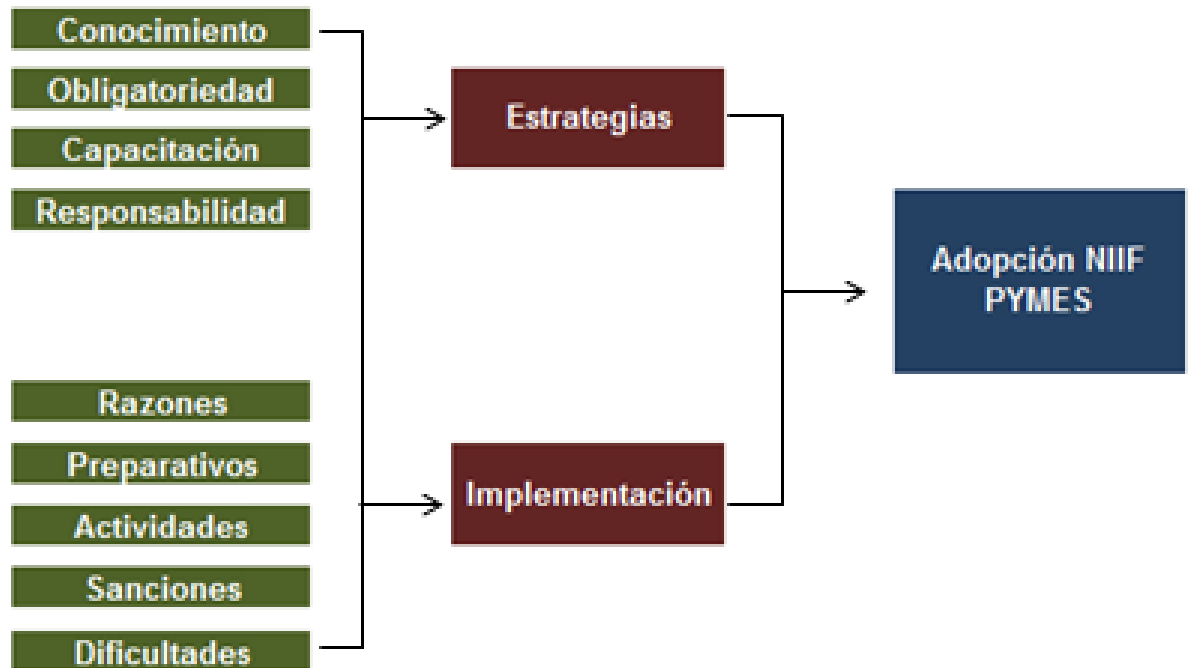 Conocimiento
Obligatoriedad
Capacitación
Responsabilidad
Estrategias
Adopción NIIF
PYMES
Razones
Preparativos
Actividades
Sanciones
Dificultades
Implementación